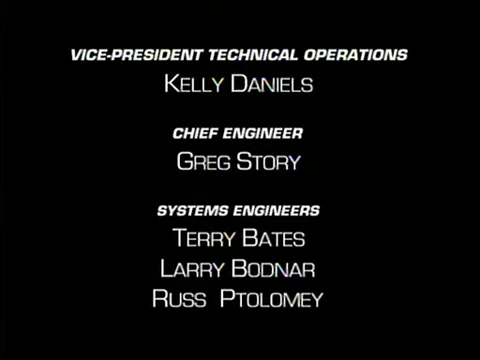 VICE-PRESIDENT TECHNICAL OPERATIONS
KELLY DANIELS
CHIEF ENGINEER
GREG STORY
SYSTEMS ENGINEERS
TERRY BATES
LARRY BODNAR
RUSS PTOLOMEY